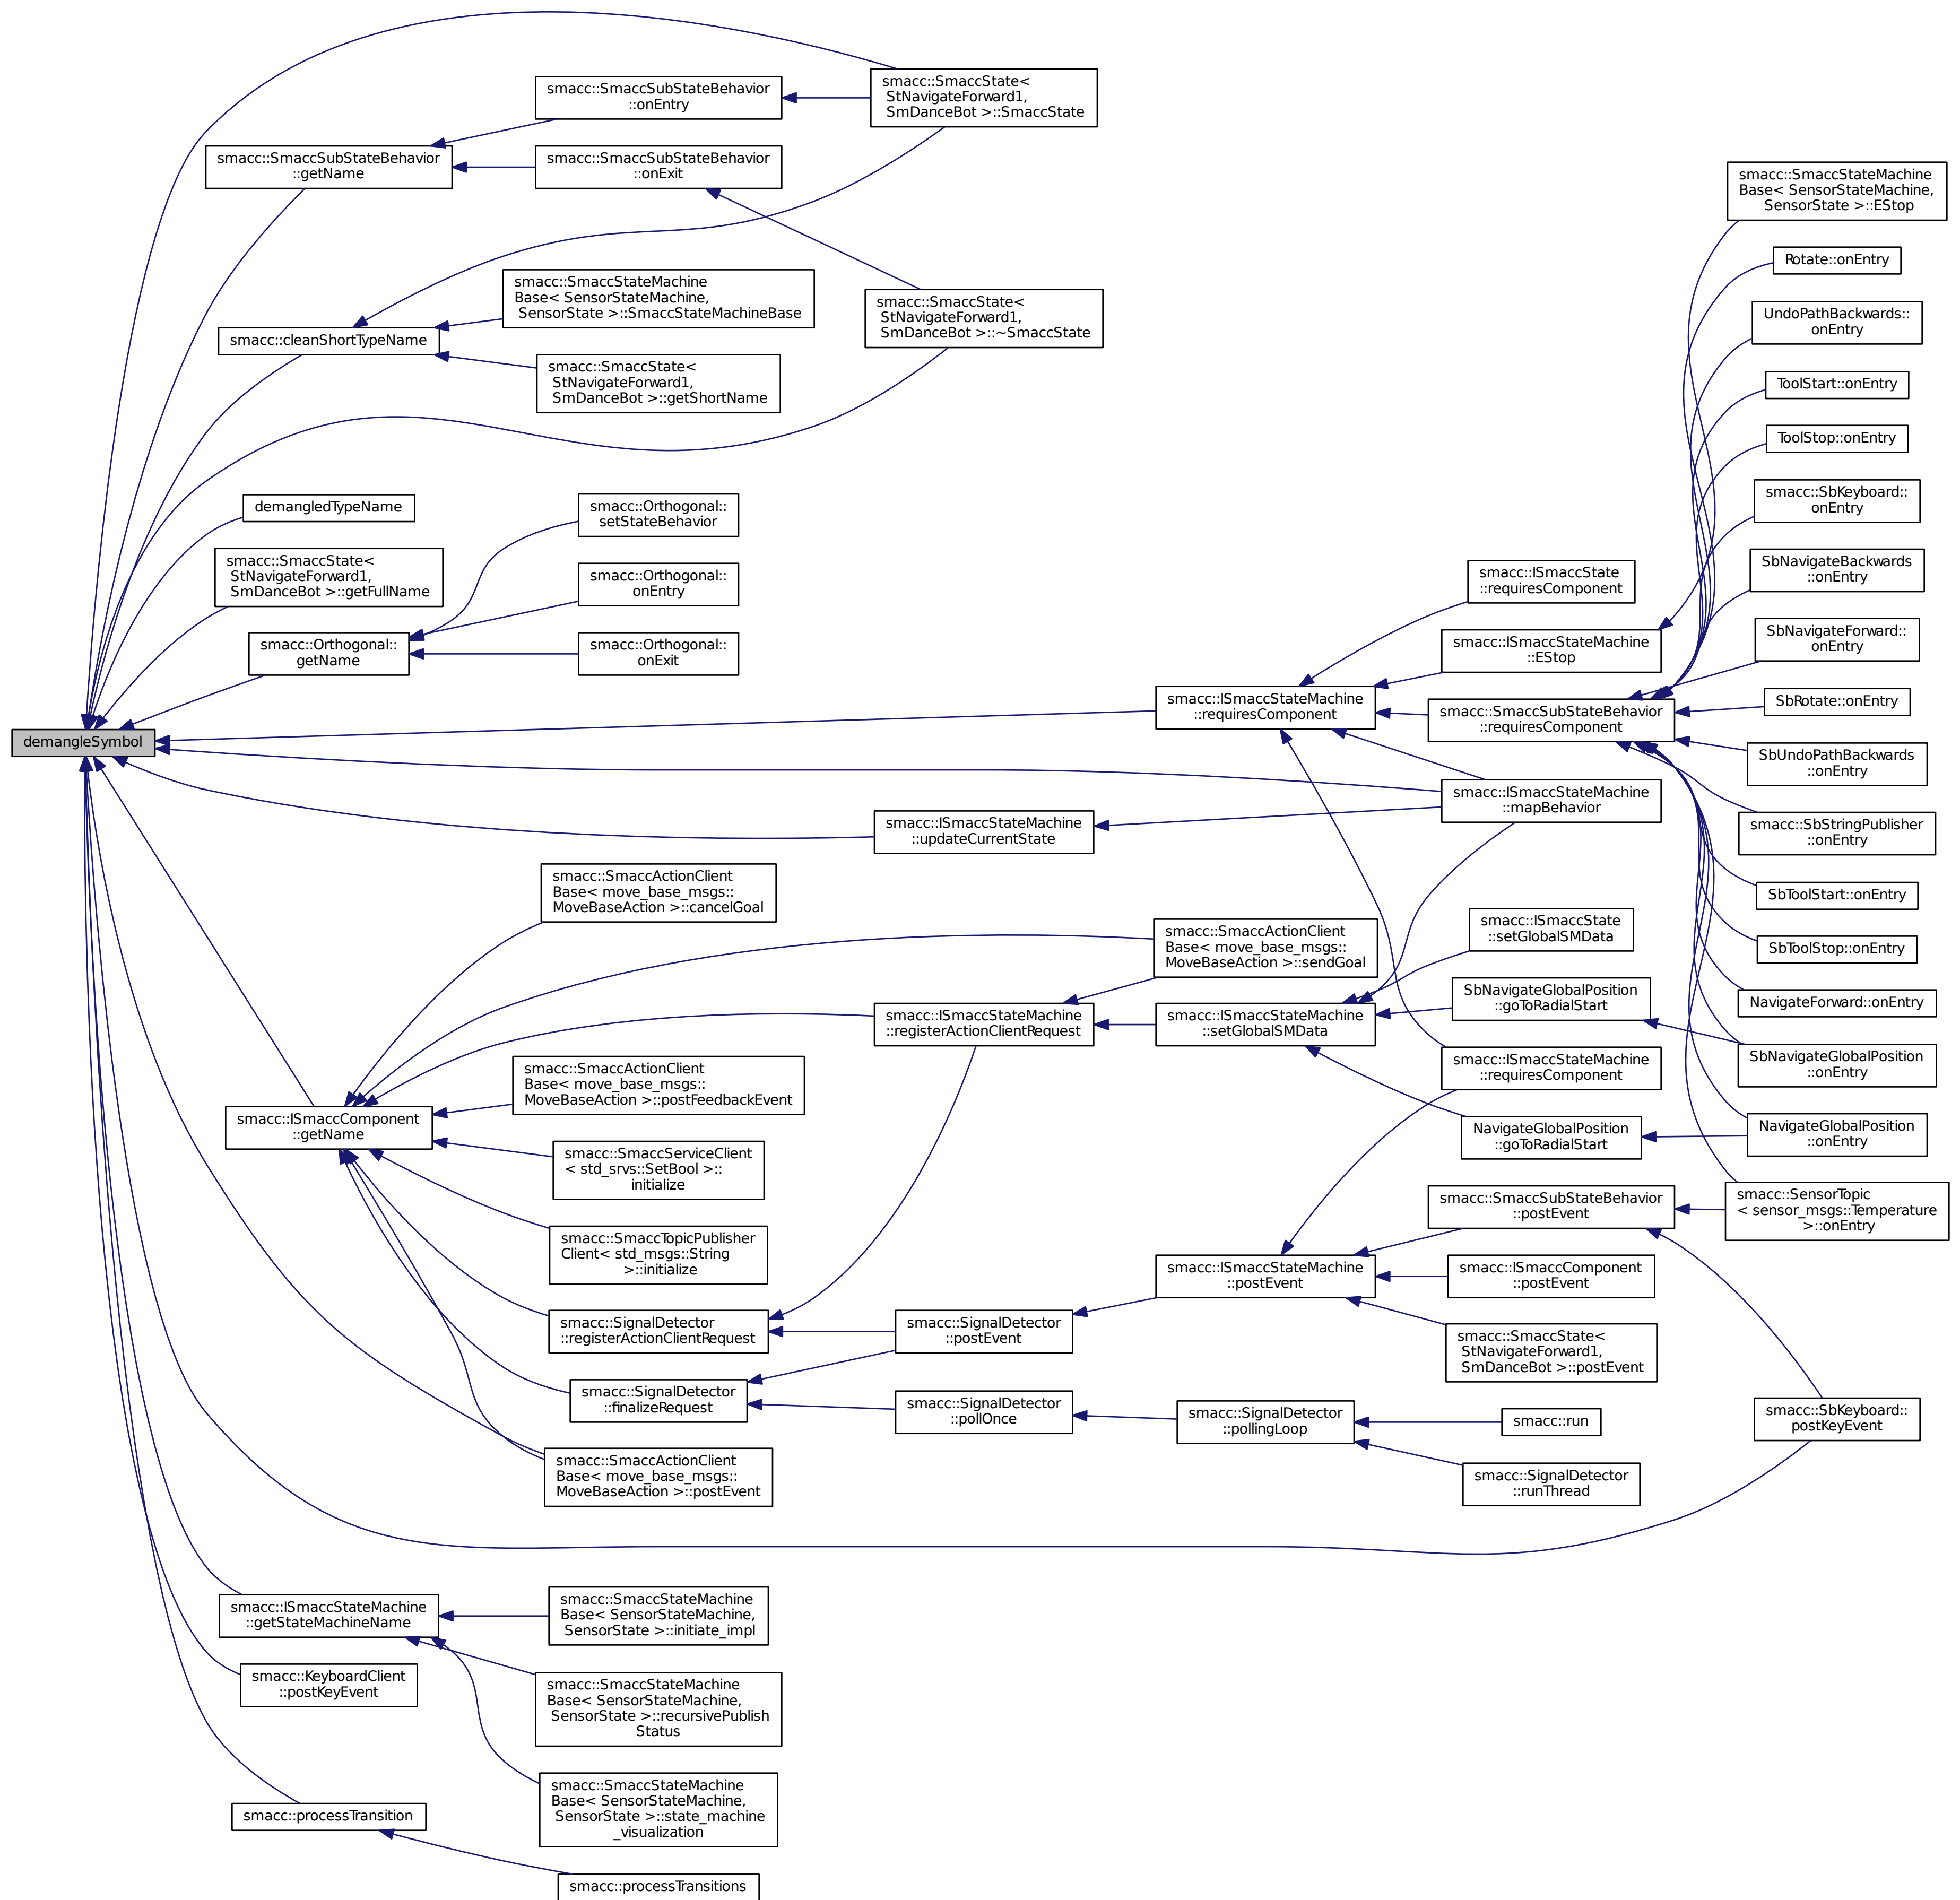 smacc::SmaccState<
StNavigateForward1,
SmDanceBot >::SmaccState
smacc::SmaccSubStateBehavior
::onEntry
smacc::SmaccSubStateBehavior
::getName
smacc::SmaccSubStateBehavior
::onExit
smacc::SmaccStateMachine
Base< SensorStateMachine,
SensorState >::EStop
Rotate::onEntry
smacc::SmaccStateMachine
Base< SensorStateMachine,
SensorState >::SmaccStateMachineBase
smacc::SmaccState<
StNavigateForward1,
SmDanceBot >::~SmaccState
UndoPathBackwards::
onEntry
smacc::cleanShortTypeName
smacc::SmaccState<
StNavigateForward1,
SmDanceBot >::getShortName
ToolStart::onEntry
ToolStop::onEntry
demangledTypeName
smacc::Orthogonal::
setStateBehavior
smacc::SbKeyboard::
onEntry
smacc::SmaccState<
StNavigateForward1,
SmDanceBot >::getFullName
smacc::Orthogonal::
onEntry
smacc::ISmaccState
::requiresComponent
SbNavigateBackwards
::onEntry
smacc::Orthogonal::
getName
smacc::Orthogonal::
onExit
smacc::ISmaccStateMachine
::EStop
SbNavigateForward::
onEntry
smacc::ISmaccStateMachine
::requiresComponent
smacc::SmaccSubStateBehavior
::requiresComponent
SbRotate::onEntry
demangleSymbol
SbUndoPathBackwards
::onEntry
smacc::ISmaccStateMachine
::mapBehavior
smacc::ISmaccStateMachine
::updateCurrentState
smacc::SbStringPublisher
::onEntry
smacc::SmaccActionClient
Base< move_base_msgs::
MoveBaseAction >::cancelGoal
SbToolStart::onEntry
smacc::SmaccActionClient
Base< move_base_msgs::
MoveBaseAction >::sendGoal
smacc::ISmaccState
::setGlobalSMData
SbToolStop::onEntry
smacc::ISmaccStateMachine
::registerActionClientRequest
smacc::ISmaccStateMachine
::setGlobalSMData
SbNavigateGlobalPosition
::goToRadialStart
NavigateForward::onEntry
smacc::SmaccActionClient
Base< move_base_msgs::
MoveBaseAction >::postFeedbackEvent
smacc::ISmaccStateMachine
::requiresComponent
SbNavigateGlobalPosition
::onEntry
smacc::ISmaccComponent
::getName
NavigateGlobalPosition
::goToRadialStart
NavigateGlobalPosition
::onEntry
smacc::SmaccServiceClient
< std_srvs::SetBool >::
initialize
smacc::SmaccSubStateBehavior
::postEvent
smacc::SensorTopic
< sensor_msgs::Temperature
>::onEntry
smacc::SmaccTopicPublisher
Client< std_msgs::String
>::initialize
smacc::ISmaccStateMachine
::postEvent
smacc::ISmaccComponent
::postEvent
smacc::SignalDetector
::registerActionClientRequest
smacc::SignalDetector
::postEvent
smacc::SmaccState<
StNavigateForward1,
SmDanceBot >::postEvent
smacc::SignalDetector
::finalizeRequest
smacc::SignalDetector
::pollOnce
smacc::SignalDetector
::pollingLoop
smacc::run
smacc::SbKeyboard::
postKeyEvent
smacc::SmaccActionClient
Base< move_base_msgs::
MoveBaseAction >::postEvent
smacc::SignalDetector
::runThread
smacc::ISmaccStateMachine
::getStateMachineName
smacc::SmaccStateMachine
Base< SensorStateMachine,
SensorState >::initiate_impl
smacc::KeyboardClient
::postKeyEvent
smacc::SmaccStateMachine
Base< SensorStateMachine,
SensorState >::recursivePublish
Status
smacc::SmaccStateMachine
Base< SensorStateMachine,
SensorState >::state_machine
_visualization
smacc::processTransition
smacc::processTransitions